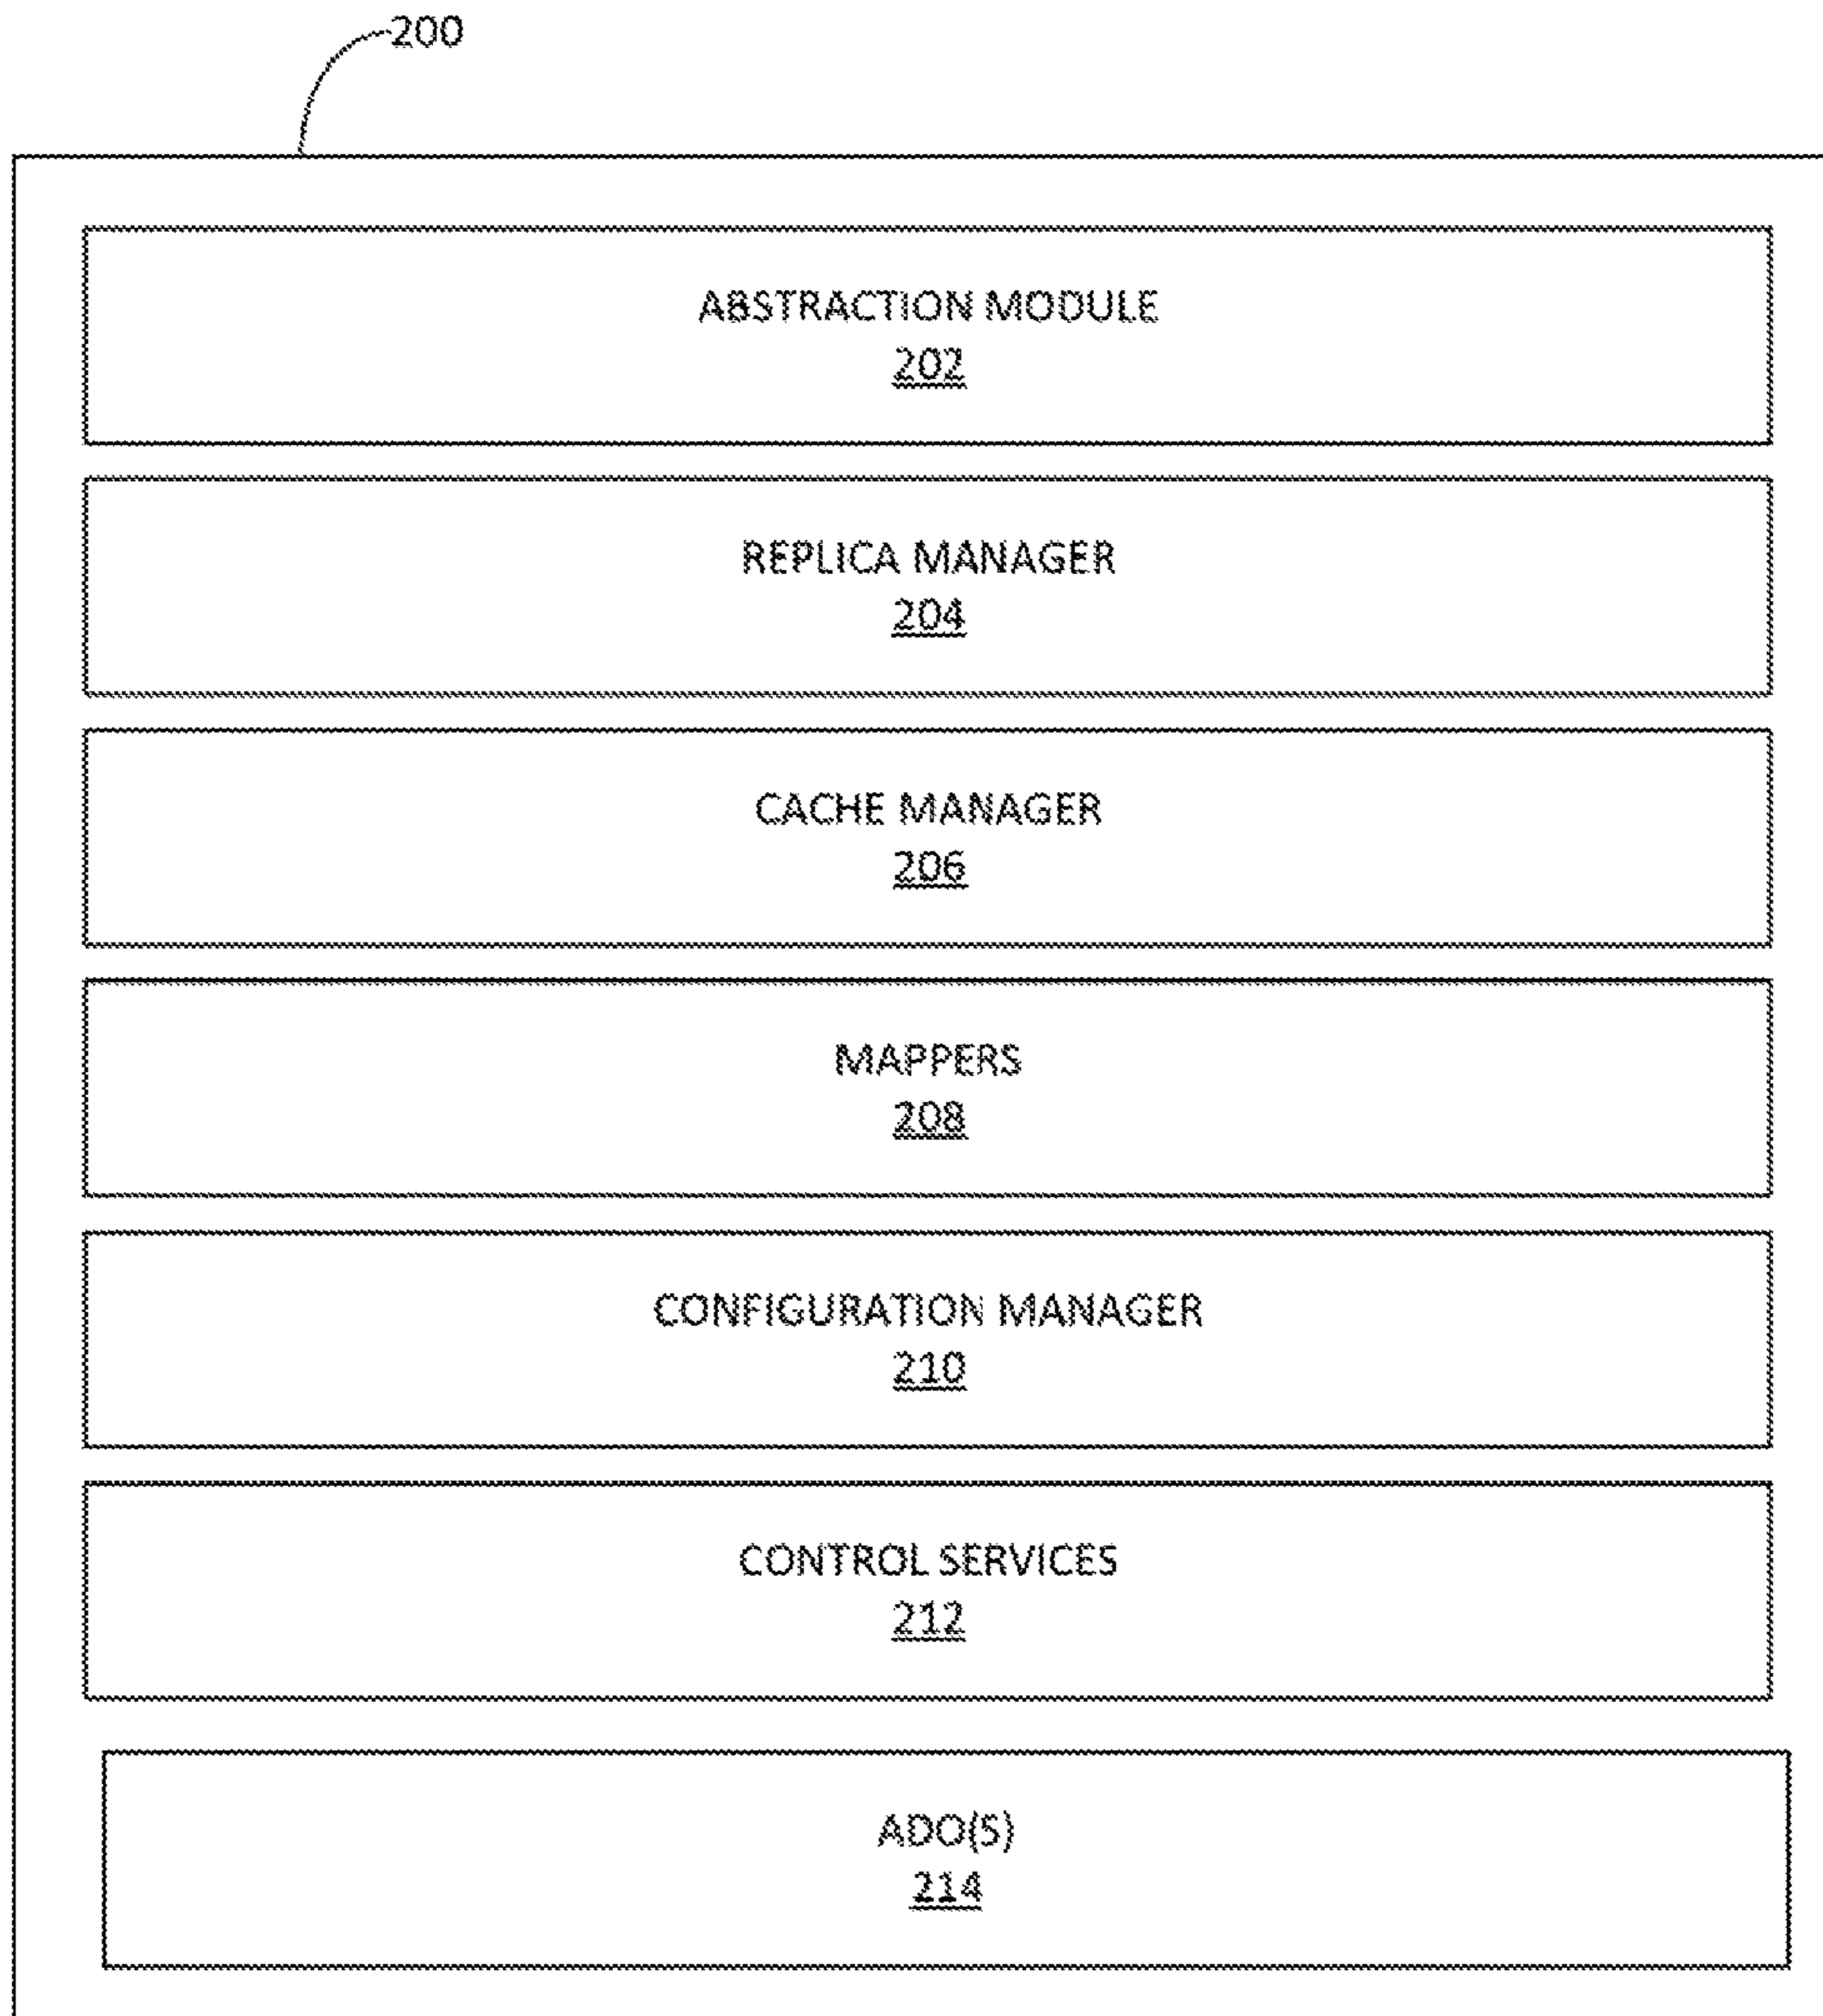 200
ABSTRACTION MODULE
202
REPLICA MANAGER
204
CACHE MANAGER
206
MAPPERS
208
CONFIGURATION MANAGER
210
CONTROL SERVICES
212
ADO(S)
214